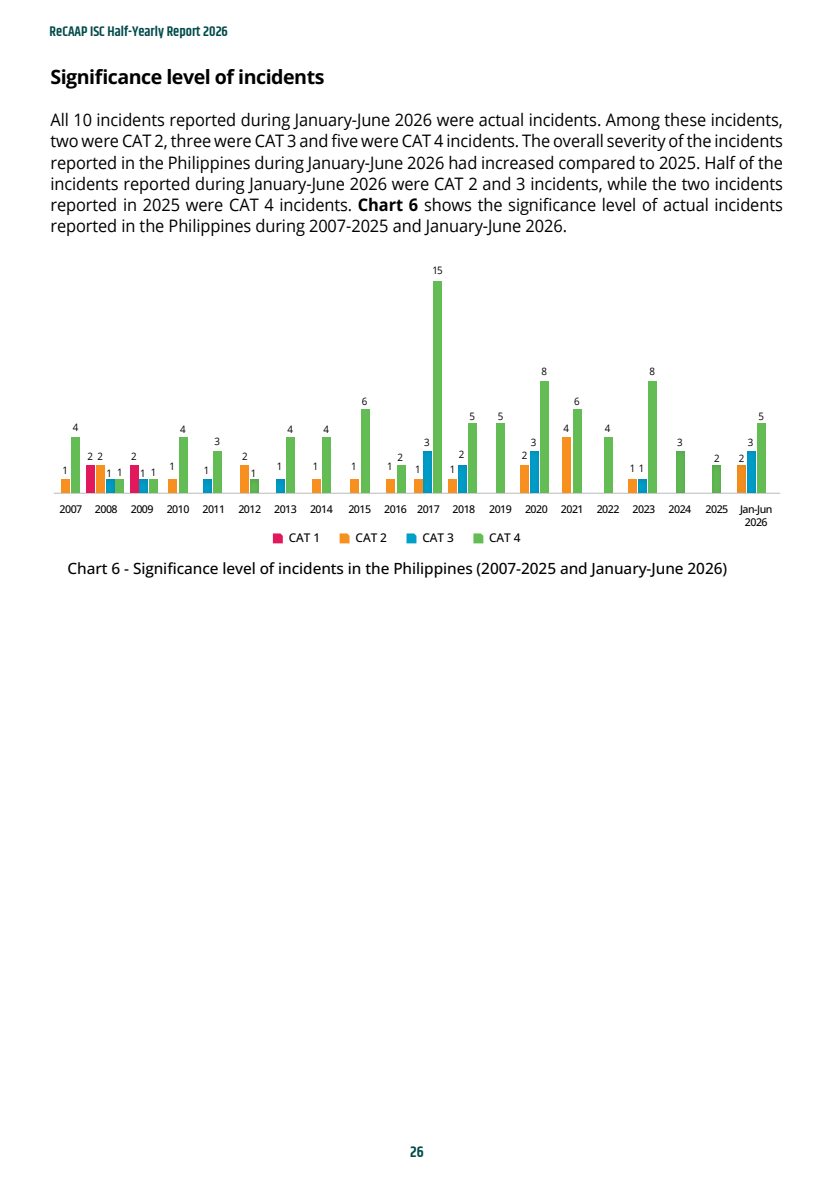 ReCAAP ISC Half-Yearly Report 2026
Significance level of incidents
All 10 incidents reported during January-June 2026 were actual incidents. Among these incidents,
two were CAT 2, three were CAT 3 and five were CAT 4 incidents. The overall severity of the incidents
reported in the Philippines during January-June 2026 had increased compared to 2025. Half of the
incidents reported during January-June 2026 were CAT 2 and 3 incidents, while the two incidents
reported in 2025 were CAT 4 incidents. Chart 6 shows the significance level of actual incidents
reported in the Philippines during 2007-2025 and January-June 2026.
1 4 2 2 1 1 2 1 1 1 4 1 3 2 1 1 4 1 4 1 6 1 2 1 3 15 1 2 5 5 2 3 8 4 6 4 1 1 8 3 2 2 3 5
2007 2008 2009 2010 2011 2012 2013 2014 2015 2016 2017 2018 2019 2020 2021 2022 2023 2024 2025 Jan-Jun
2026
CAT 1 CAT 2 CAT 3 CAT 4
Chart 6 - Significance level of incidents in the Philippines (2007-2025 and January-June 2026)
26